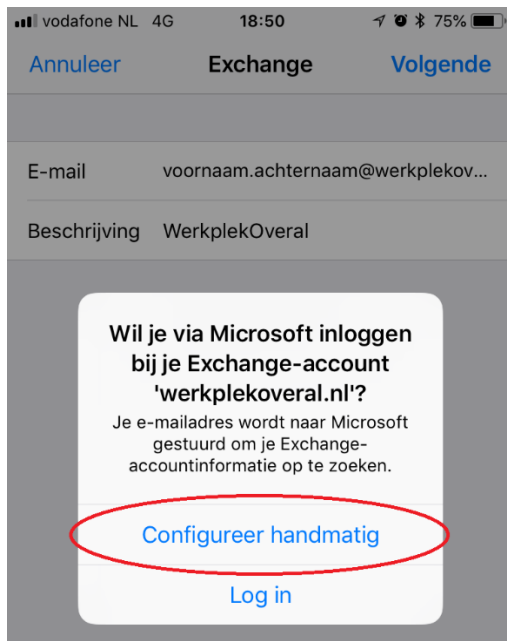 vodafone NL 4G 18:50 75%
Annuleer Exchange Volgende
E-mail voornaam.achternaam@werkplekov...
Beschrijving WerkplekOveral
Wil je via Microsoft inloggen
bij je Exchange-account
'werkplekoveral.nl'?
Je e-mailadres wordt naar Microsoft
gestuurd om je Exchange-
accountinformatie op te zoeken.
Configureer handmatig
Log in